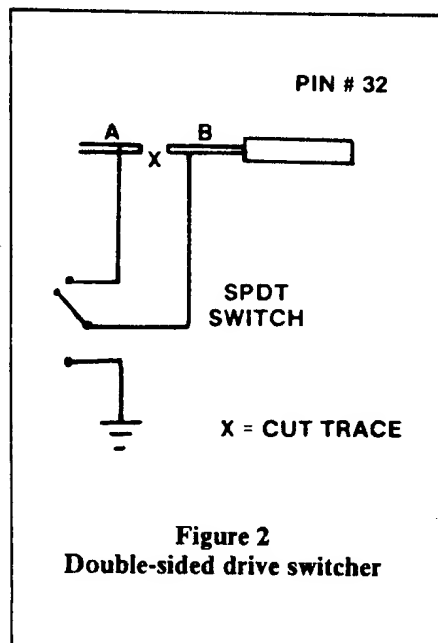 PIN # 32
A
B
X
SPDT
SWITCH
X = CUT TRACE
Figure 2
Double-sided drive switcher